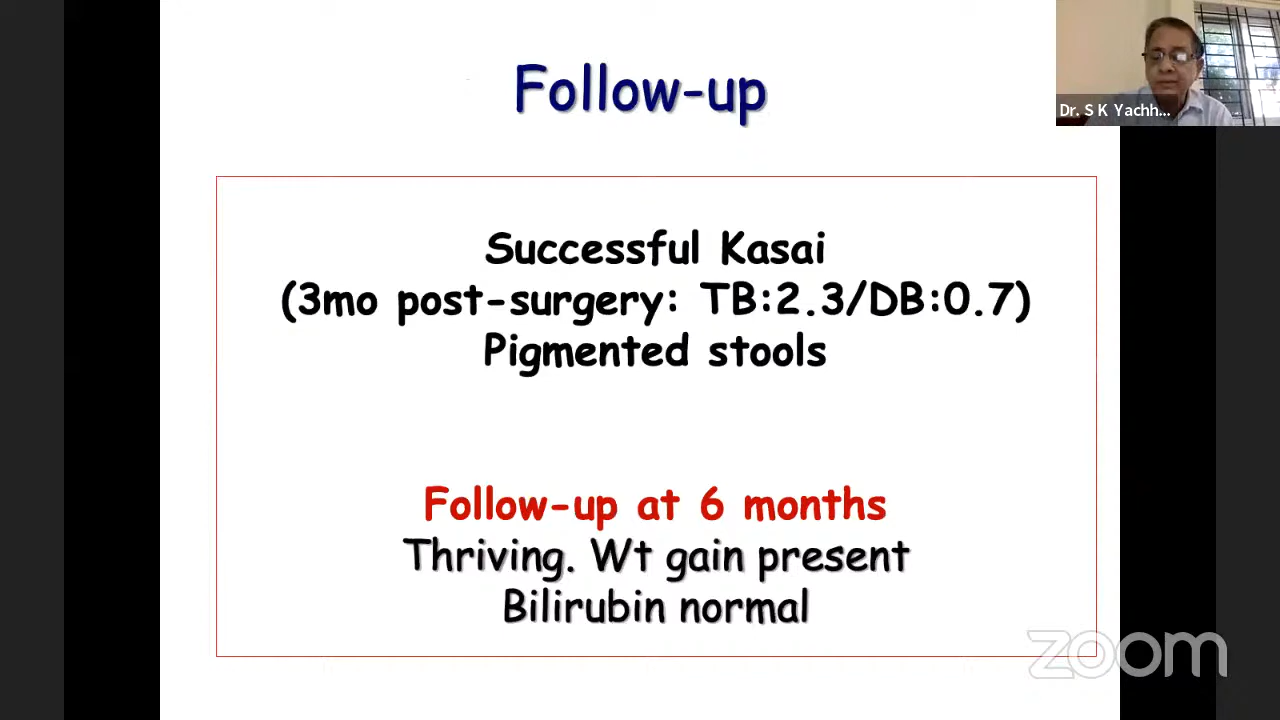 Follow-up
Dr. S K Yachh...
Successful Kasai
(3mo post-surgery: TB:2.3/DB:0.7)
Pigmented stools
Follow-up at 6 months
Thriving. Wt gain present
Bilirubin normal
zoom